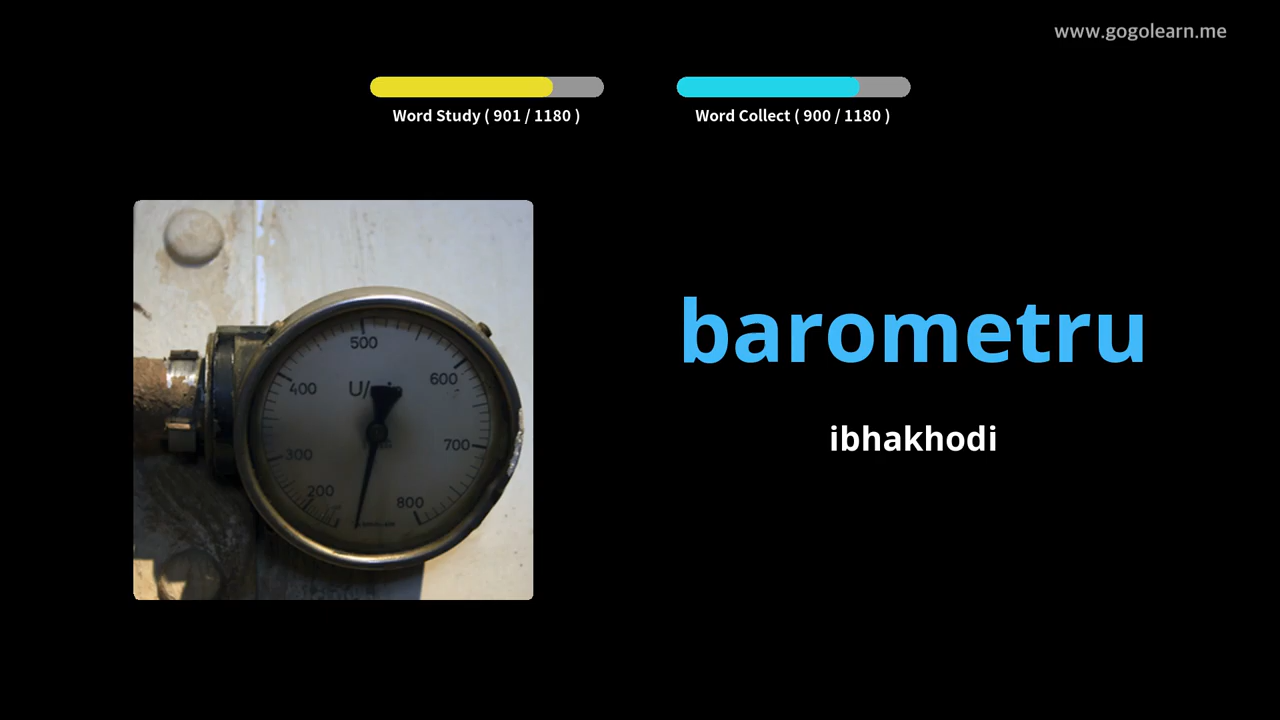 www.gogolearn.me
Word Study ( 901 / 1180 )
Word Collect ( 900 / 1180 )
500
400
600
300
700
200
800
barometru
ibhakhodi